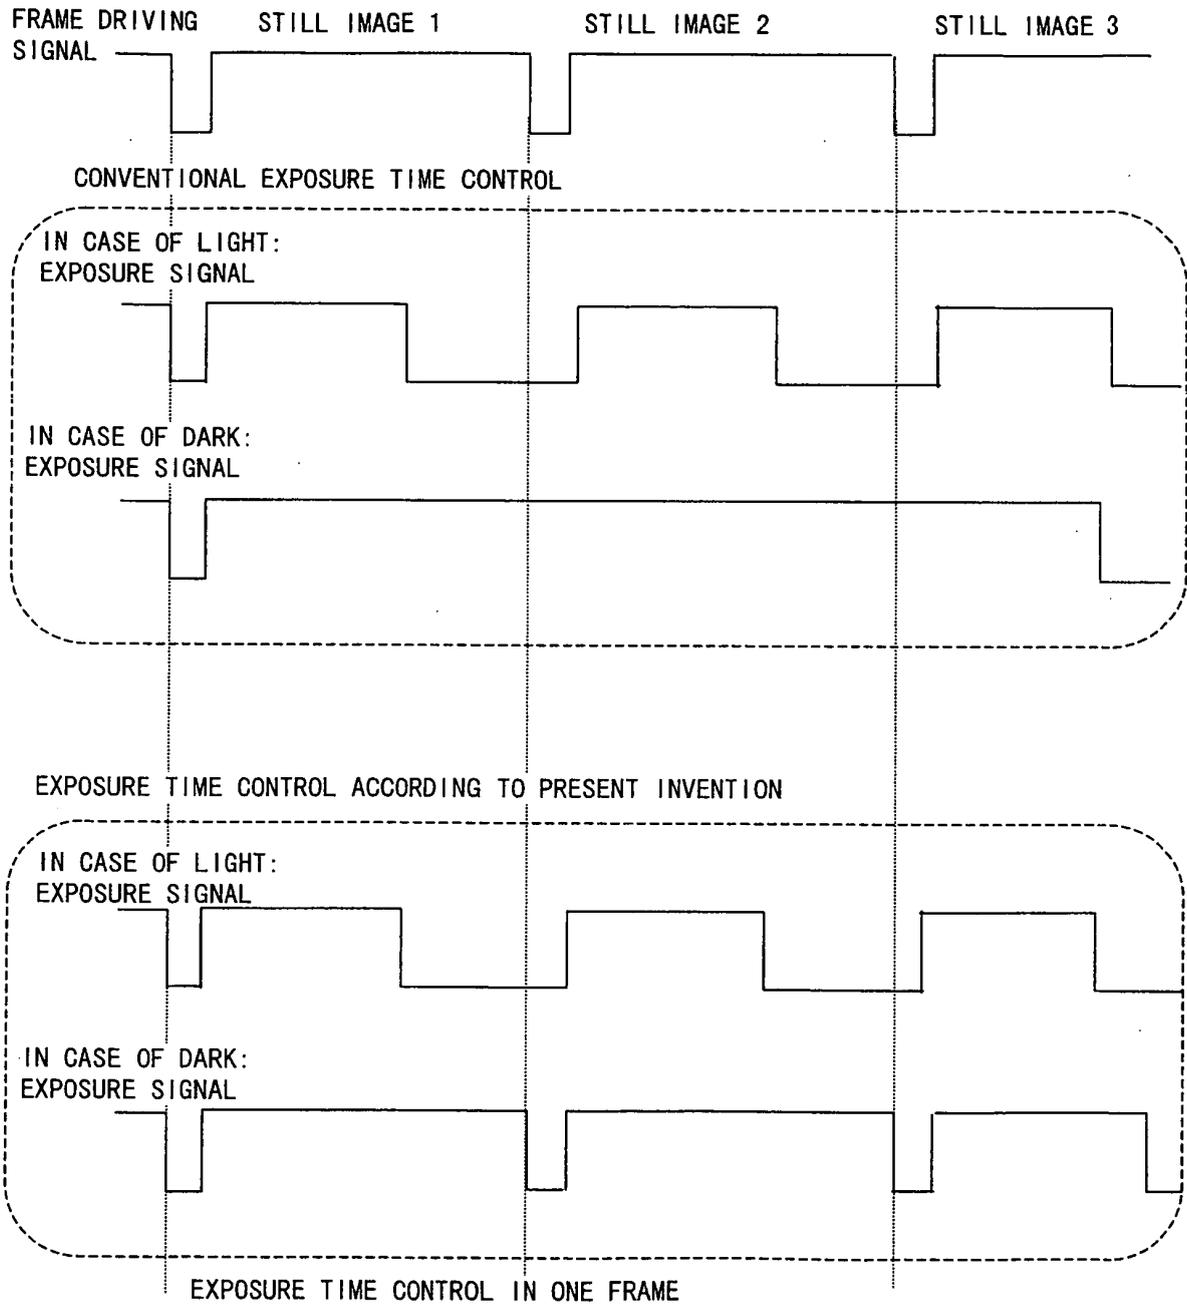 FRAME DRIVING SIGNAL
STILL IMAGE 1
STILL IMAGE 2
STILL IMAGE 3
CONVENTIONAL EXPOSURE TIME CONTROL
IN CASE OF LIGHT:
EXPOSURE SIGNAL
IN CASE OF DARK:
EXPOSURE SIGNAL
EXPOSURE TIME CONTROL ACCORDING TO PRESENT INVENTION
IN CASE OF LIGHT:
EXPOSURE SIGNAL
IN CASE OF DARK:
EXPOSURE SIGNAL
EXPOSURE TIME CONTROL IN ONE FRAME